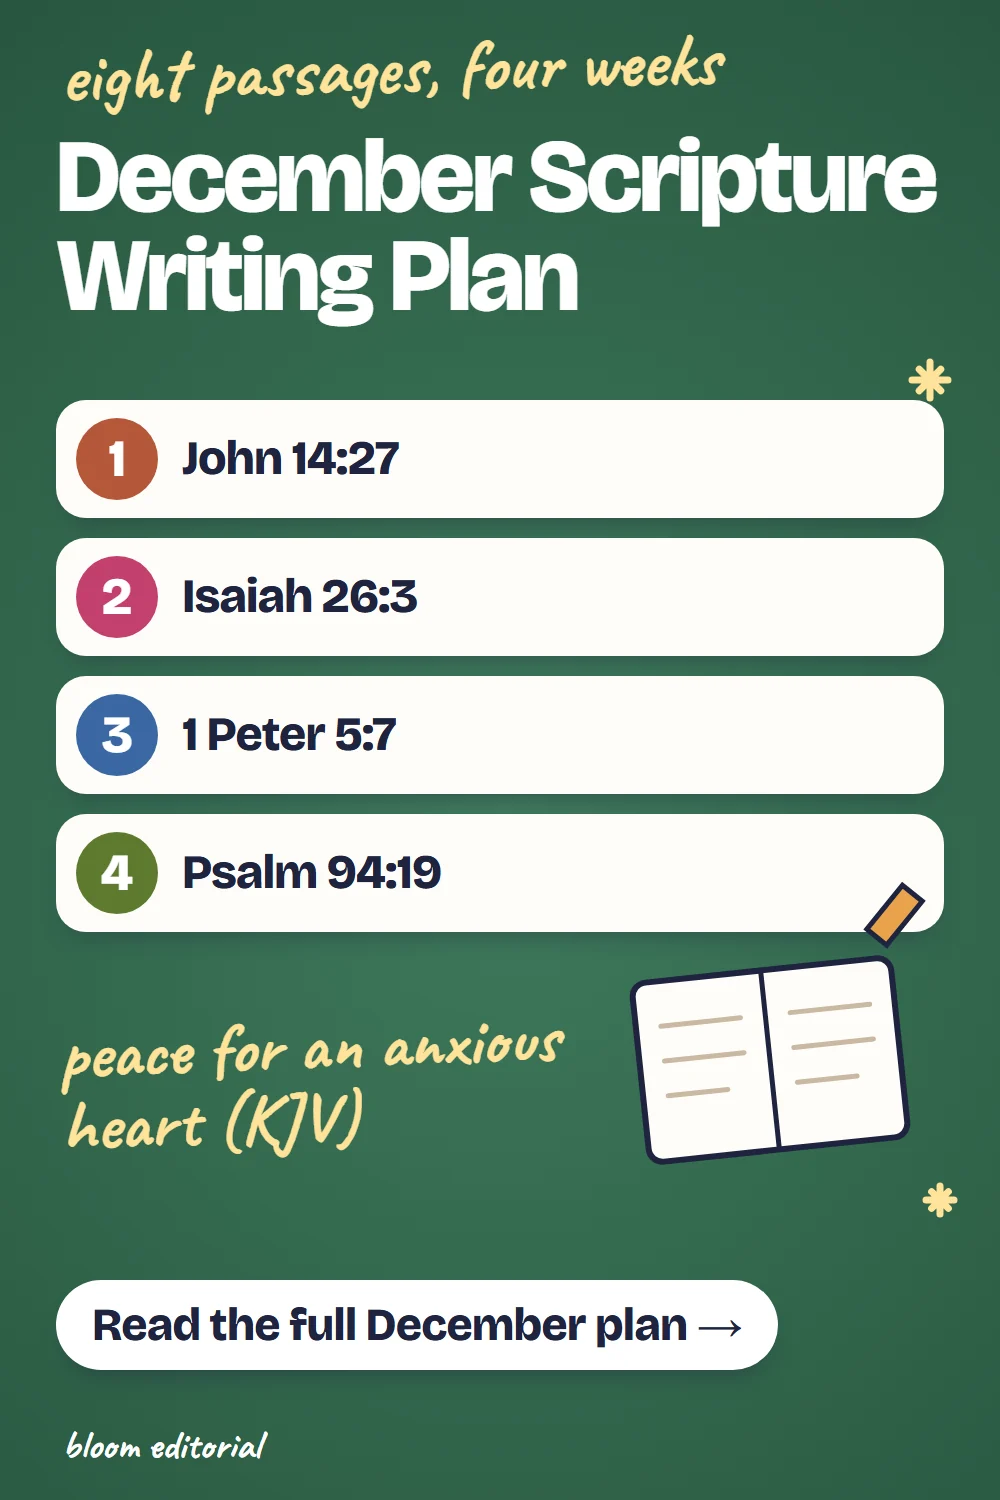 eight passages, four weeks
December Scripture
Writing Plan
1 John 14:27
2 Isaiah 26:3
3 1 Peter 5:7
4 Psalm 94:19
peace for an anxious
heart (KJV)
Read the full December plan →
bloom editorial